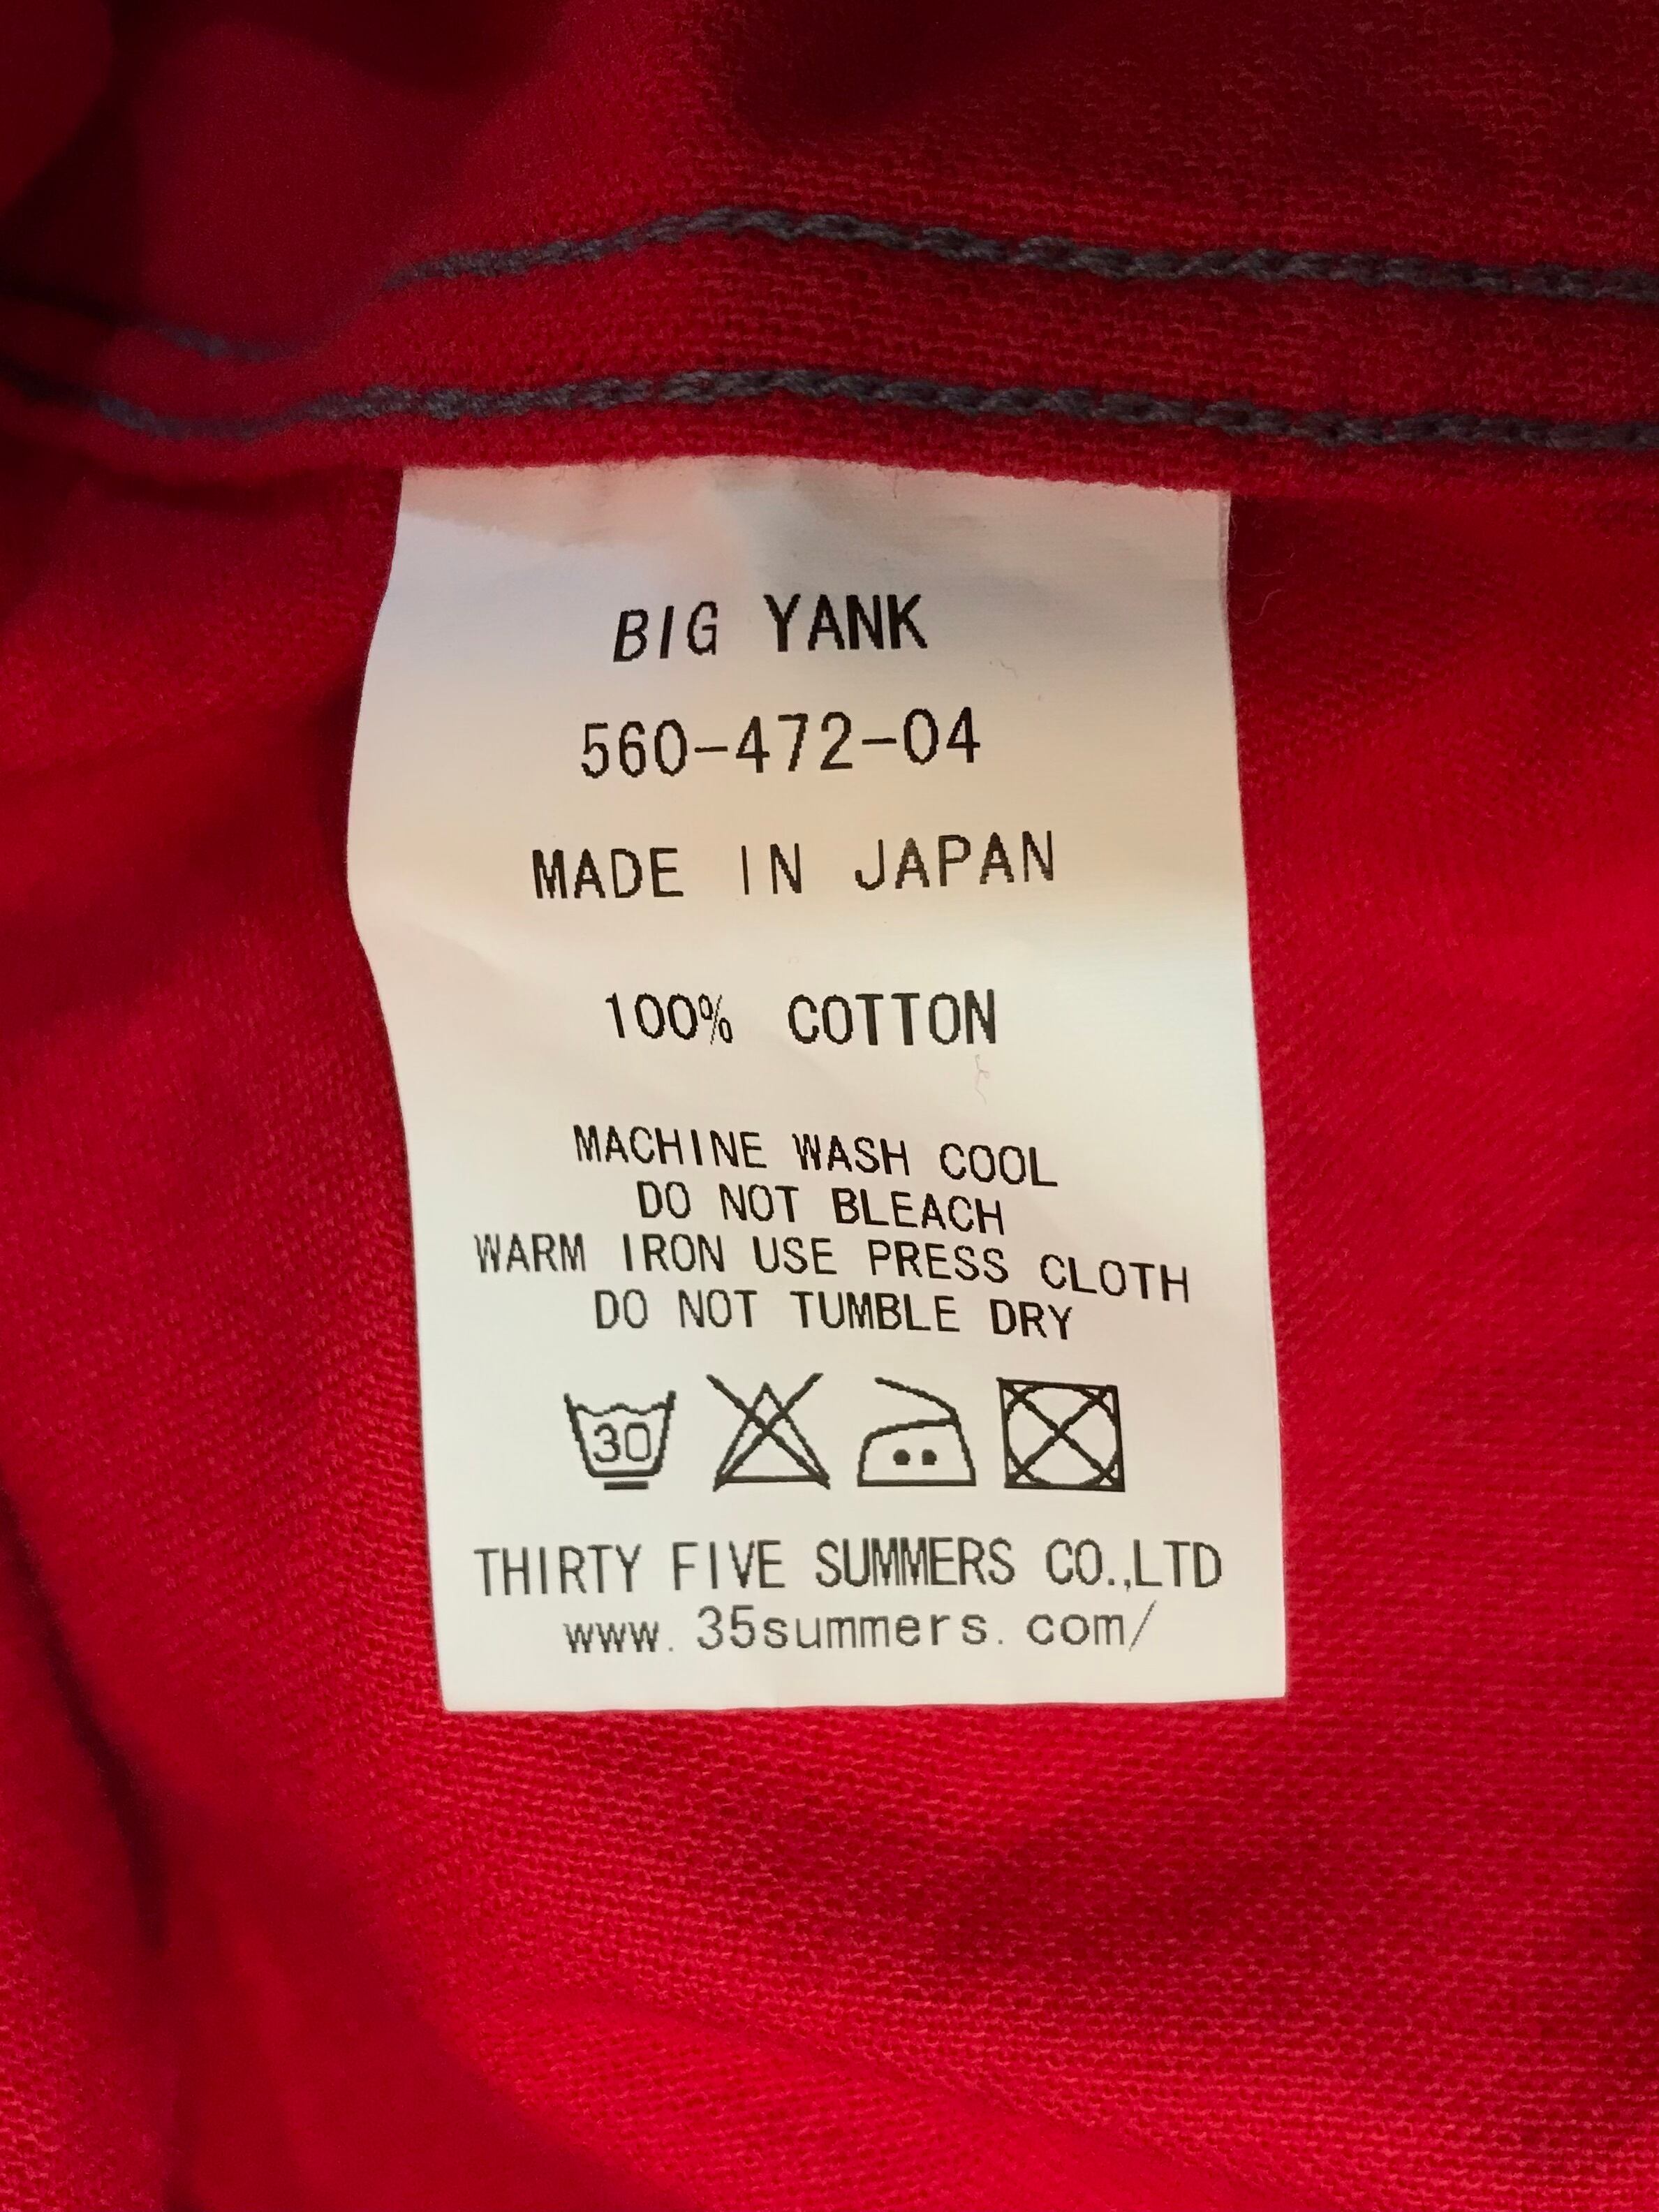 BIG YANK
560-472-04
MADE IN JAPAN
100% COTTON
MACHINE WASH COOL
DO NOT BLEACH
WARM IRON USE PRESS CLOTH
DO NOT TUMBLE DRY
30
THIRTY FIVE SUMMERS CO.,LTD
www.35summers.com/